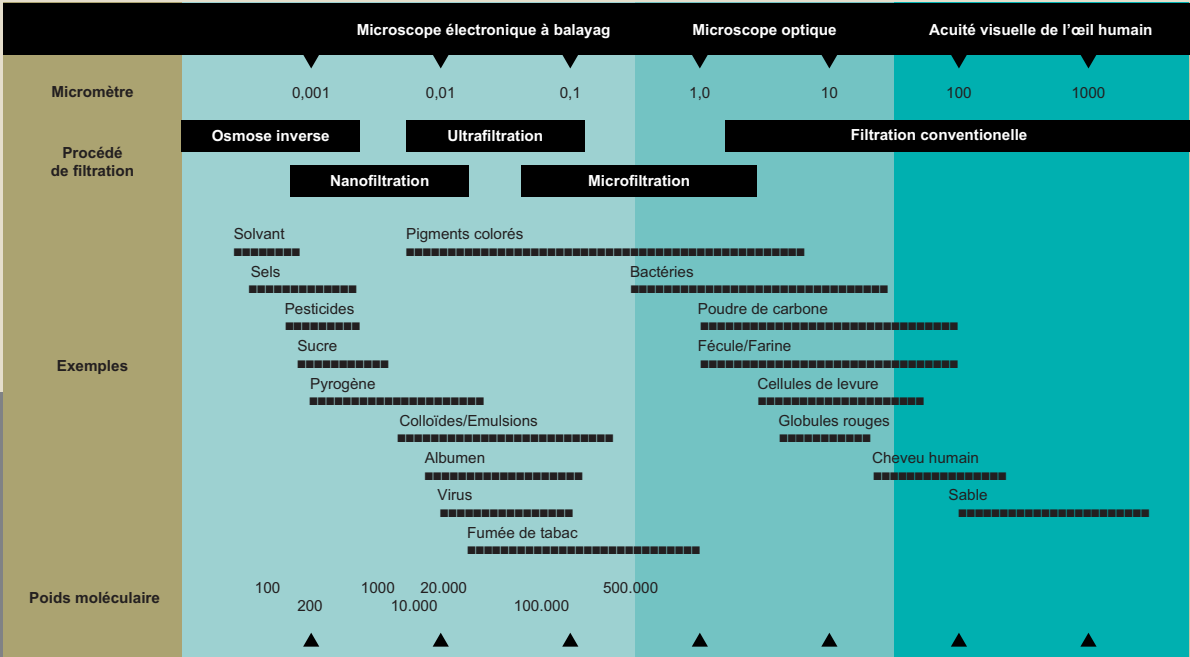 Microscope électronique à balayag
Microscope optique
Acuité visuelle de l'œil humain
Micromètre
0,001
0,01
0,1
1,0
10
100
1000
Procédé
de filtration
Osmose inverse
Ultrafiltration
Filtration conventionelle
Nanofiltration
Microfiltration
Exemples
Solvant
Pigments colorés
Sels
Bactéries
Pesticides
Poudre de carbone
Sucre
Fécule/Farine
Pyrogène
Cellules de levure
Colloïdes/Emulsions
Globules rouges
Albumen
Cheveu humain
Virus
Sable
Fumée de tabac
Poids moléculaire
100
200
1000
10.000
20.000
100.000
500.000